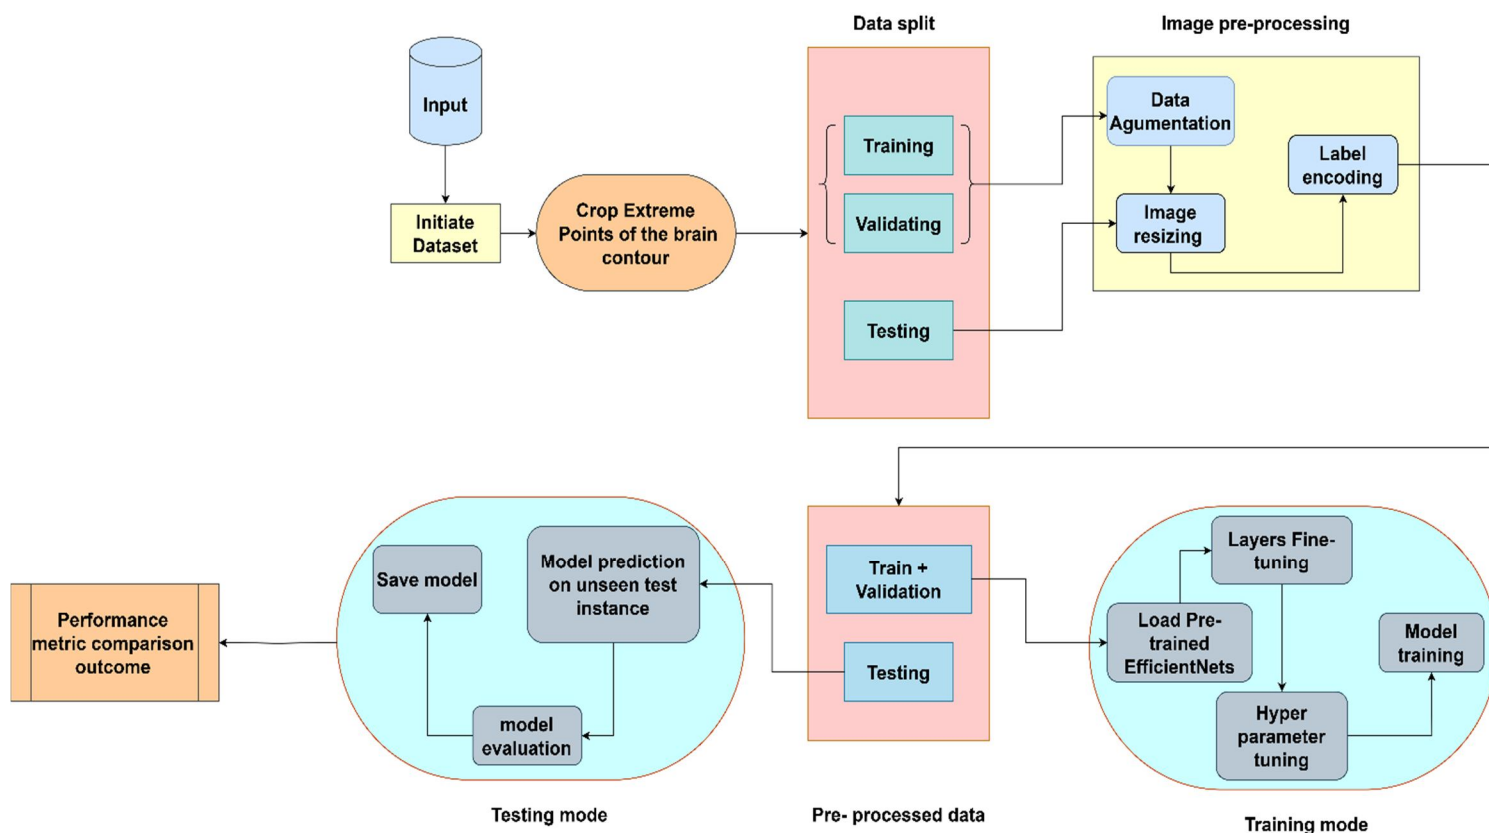 Data split
Image pre-processing
Input
Initiate
Dataset
Crop Extreme
Points of the brain
contour
Training
Validating
Testing
Data
Agumentation
Image
resizing
Label
encoding
Save model
Model prediction
on unseen test
instance
model
evaluation
Performance
metric comparison
outcome
Train +
Validation
Testing
Layers Fine-
tuning
Load Pre-
trained
EfficientNets
Hyper
parameter
tuning
Model
training
Testing mode
Pre- processed data
Training mode